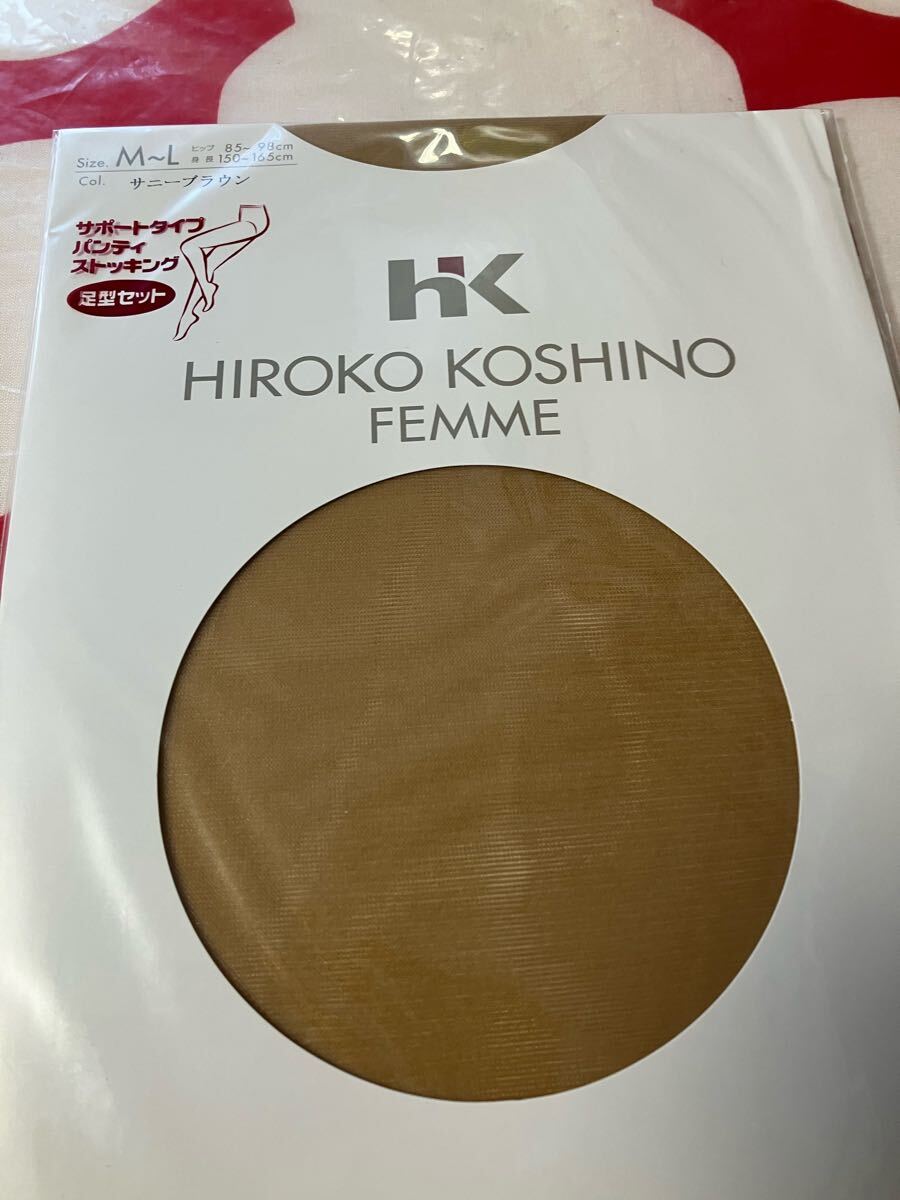 Size. M~L ヒップ 85~98cm
身長 150~165cm
Col. サニーブラウン
サポートタイプ
パンティ
ストッキング
足型セット
hK
HIROKO KOSHINO
FEMME